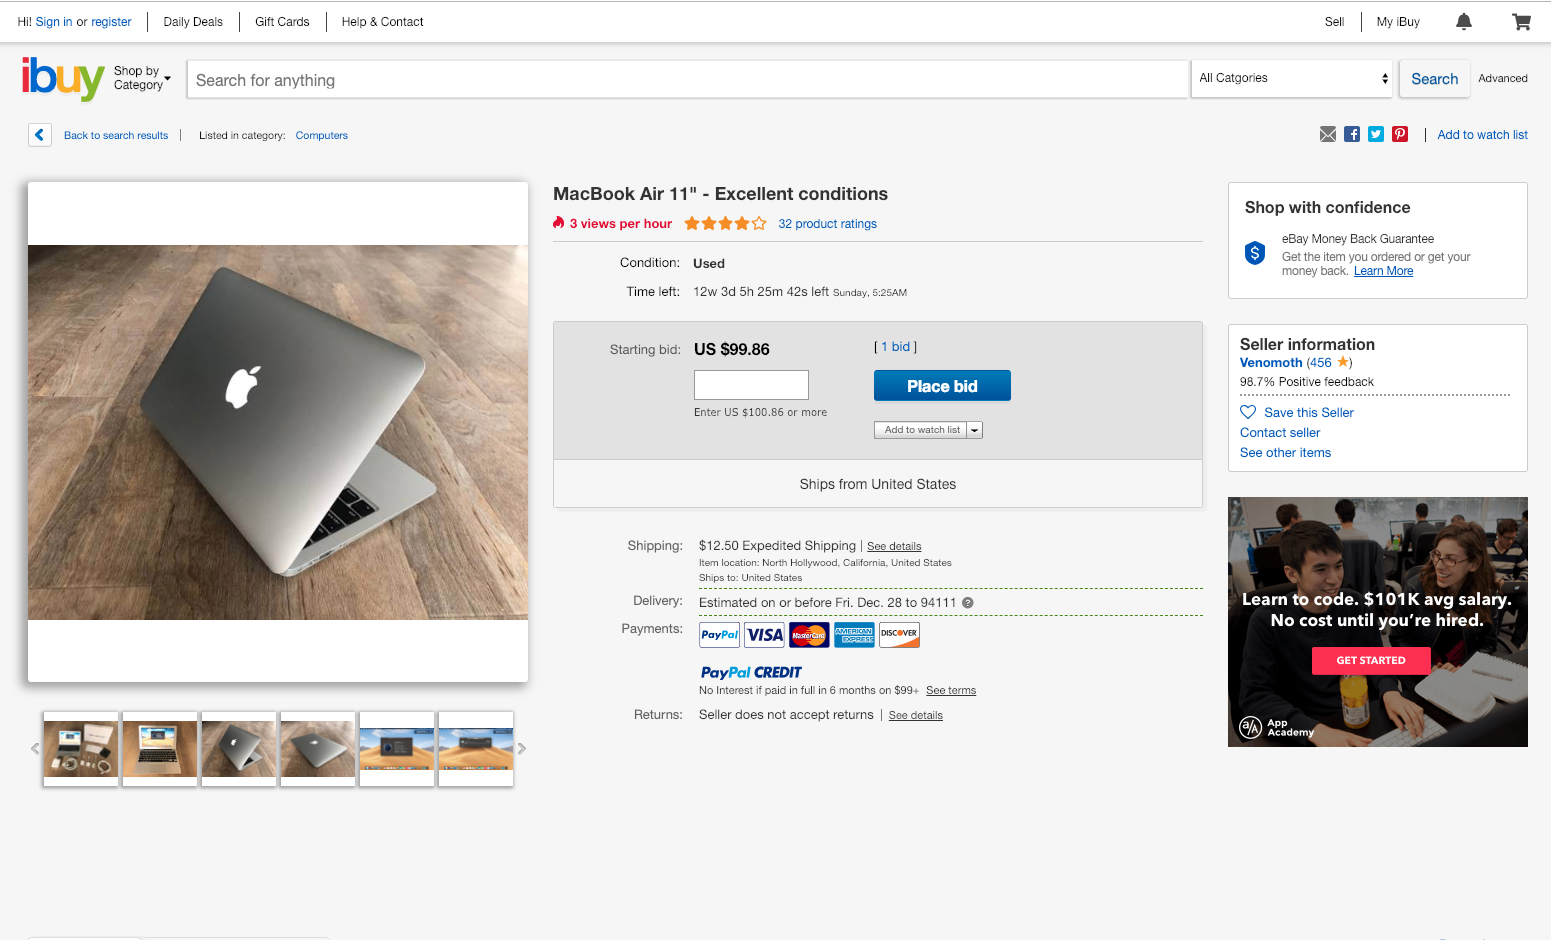 Hi! Sign in or register
Daily Deals
Gift Cards
Help & Contact
Sell
My iBuy
ibuy
Shop by
Category
Search for anything
All Catgories
Search
Advanced
Back to search results
Listed in category: Computers
Add to watch list
MacBook Air 11" - Excellent conditions
3 views per hour
32 product ratings
Condition: Used
Time left: 12w 3d 5h 25m 42s left Sunday, 5:25AM
Starting bid: US $99.86
[ 1 bid ]
Place bid
Enter US $100.86 or more
Add to watch list
Ships from United States
Shipping: $12.50 Expedited Shipping | See details
Item location: North Hollywood, California, United States
Ships to: United States
Delivery: Estimated on or before Fri. Dec. 28 to 94111 ?
Payments: PayPal VISA MasterCard AMERICAN EXPRESS DISCOVER
PayPal CREDIT
No Interest if paid in full in 6 months on $99+ See terms
Returns: Seller does not accept returns | See details
Shop with confidence
$
eBay Money Back Guarantee
Get the item you ordered or get your
money back. Learn More
Seller information
Venomoth (456 ★)
98.7% Positive feedback
Save this Seller
Contact seller
See other items
Learn to code. $101K avg salary.
No cost until you're hired.
GET STARTED
a/A App
Academy